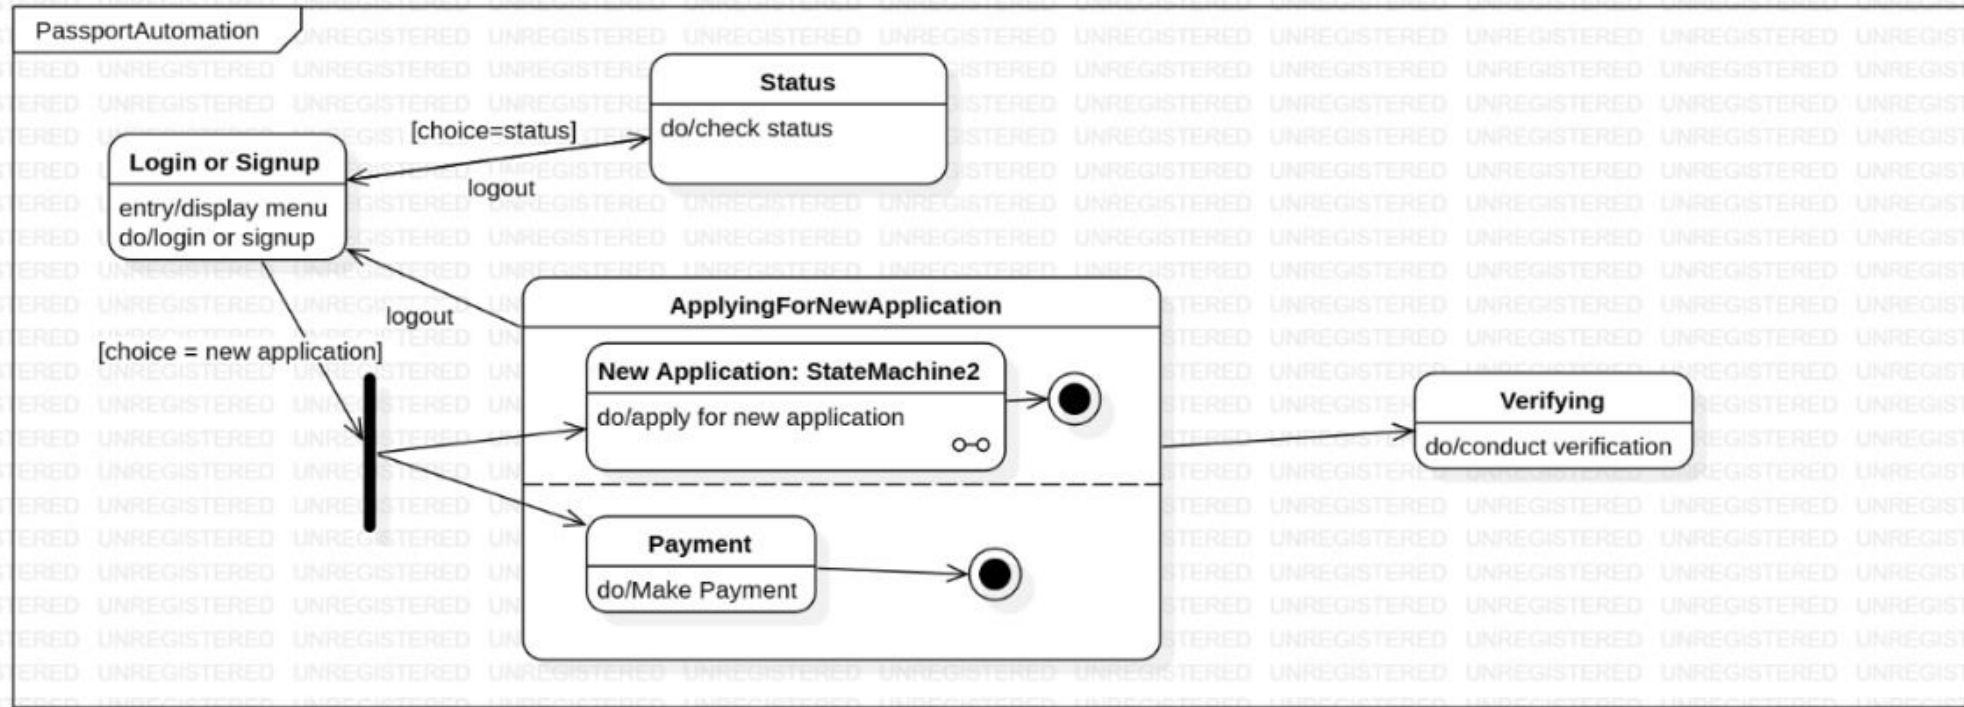 PassportAutomation
Status
do/check status
[choice=status]
logout
Login or Signup
entry/display menu
do/login or signup
logout
[choice = new application]
ApplyingForNewApplication
New Application: StateMachine2
do/apply for new application
Payment
do/Make Payment
Verifying
do/conduct verification
UNREGISTERED